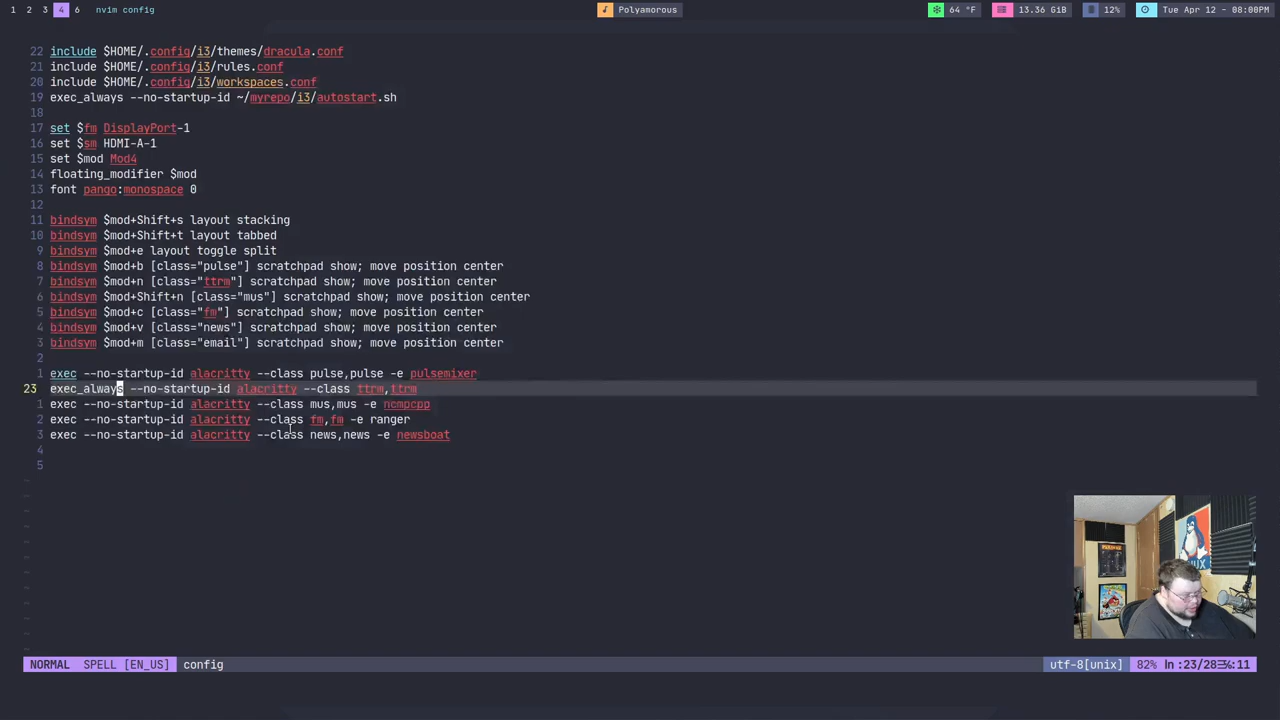 1 2 3 4 6 nvim config Polyamorous 64 °F 13.36 GiB 12% Tue Apr 12 - 08:00PM
22 include $HOME/.config/i3/themes/dracula.conf
21 include $HOME/.config/i3/rules.conf
20 include $HOME/.config/i3/workspaces.conf
19 exec_always --no-startup-id ~/myrepo/i3/autostart.sh
18
17 set $fm DisplayPort-1
16 set $sm HDMI-A-1
15 set $mod Mod4
14 floating_modifier $mod
13 font pango:monospace 0
12
11 bindsym $mod+Shift+s layout stacking
10 bindsym $mod+Shift+t layout tabbed
9 bindsym $mod+e layout toggle split
8 bindsym $mod+b [class="pulse"] scratchpad show; move position center
7 bindsym $mod+n [class="ttrm"] scratchpad show; move position center
6 bindsym $mod+Shift+n [class="mus"] scratchpad show; move position center
5 bindsym $mod+c [class="fm"] scratchpad show; move position center
4 bindsym $mod+v [class="news"] scratchpad show; move position center
3 bindsym $mod+m [class="email"] scratchpad show; move position center
2
1 exec --no-startup-id alacritty --class pulse,pulse -e pulsemixer
23 exec_always --no-startup-id alacritty --class ttrm,ttrm
1 exec --no-startup-id alacritty --class mus,mus -e ncmpcpp
2 exec --no-startup-id alacritty --class fm,fm -e ranger
3 exec --no-startup-id alacritty --class news,news -e newsboat
4
5
~
~
~
~
~
~
~
~
~
~
~
NORMAL SPELL [EN_US] config utf-8[unix] 82% ln :23/28